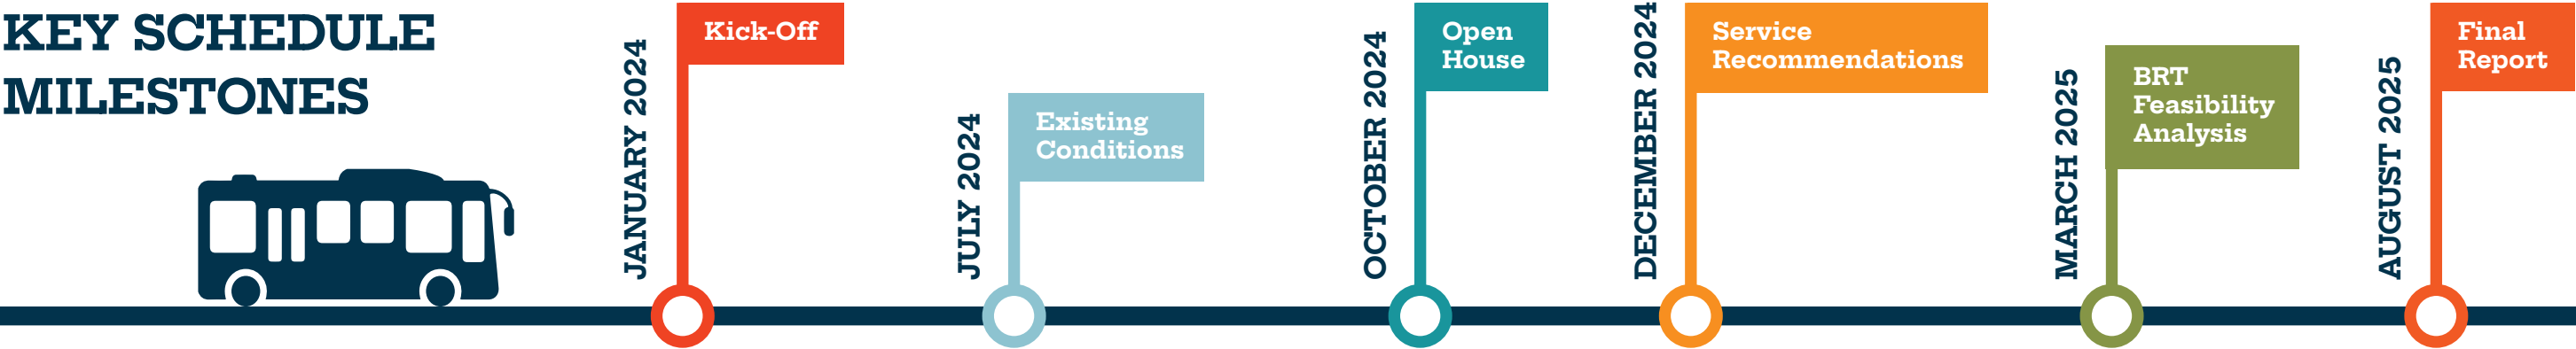 KEY SCHEDULE
MILESTONES
JANUARY 2024
Kick-Off
JULY 2024
Existing
Conditions
OCTOBER 2024
Open
House
DECEMBER 2024
Service
Recommendations
MARCH 2025
BRT
Feasibility
Analysis
AUGUST 2025
Final
Report